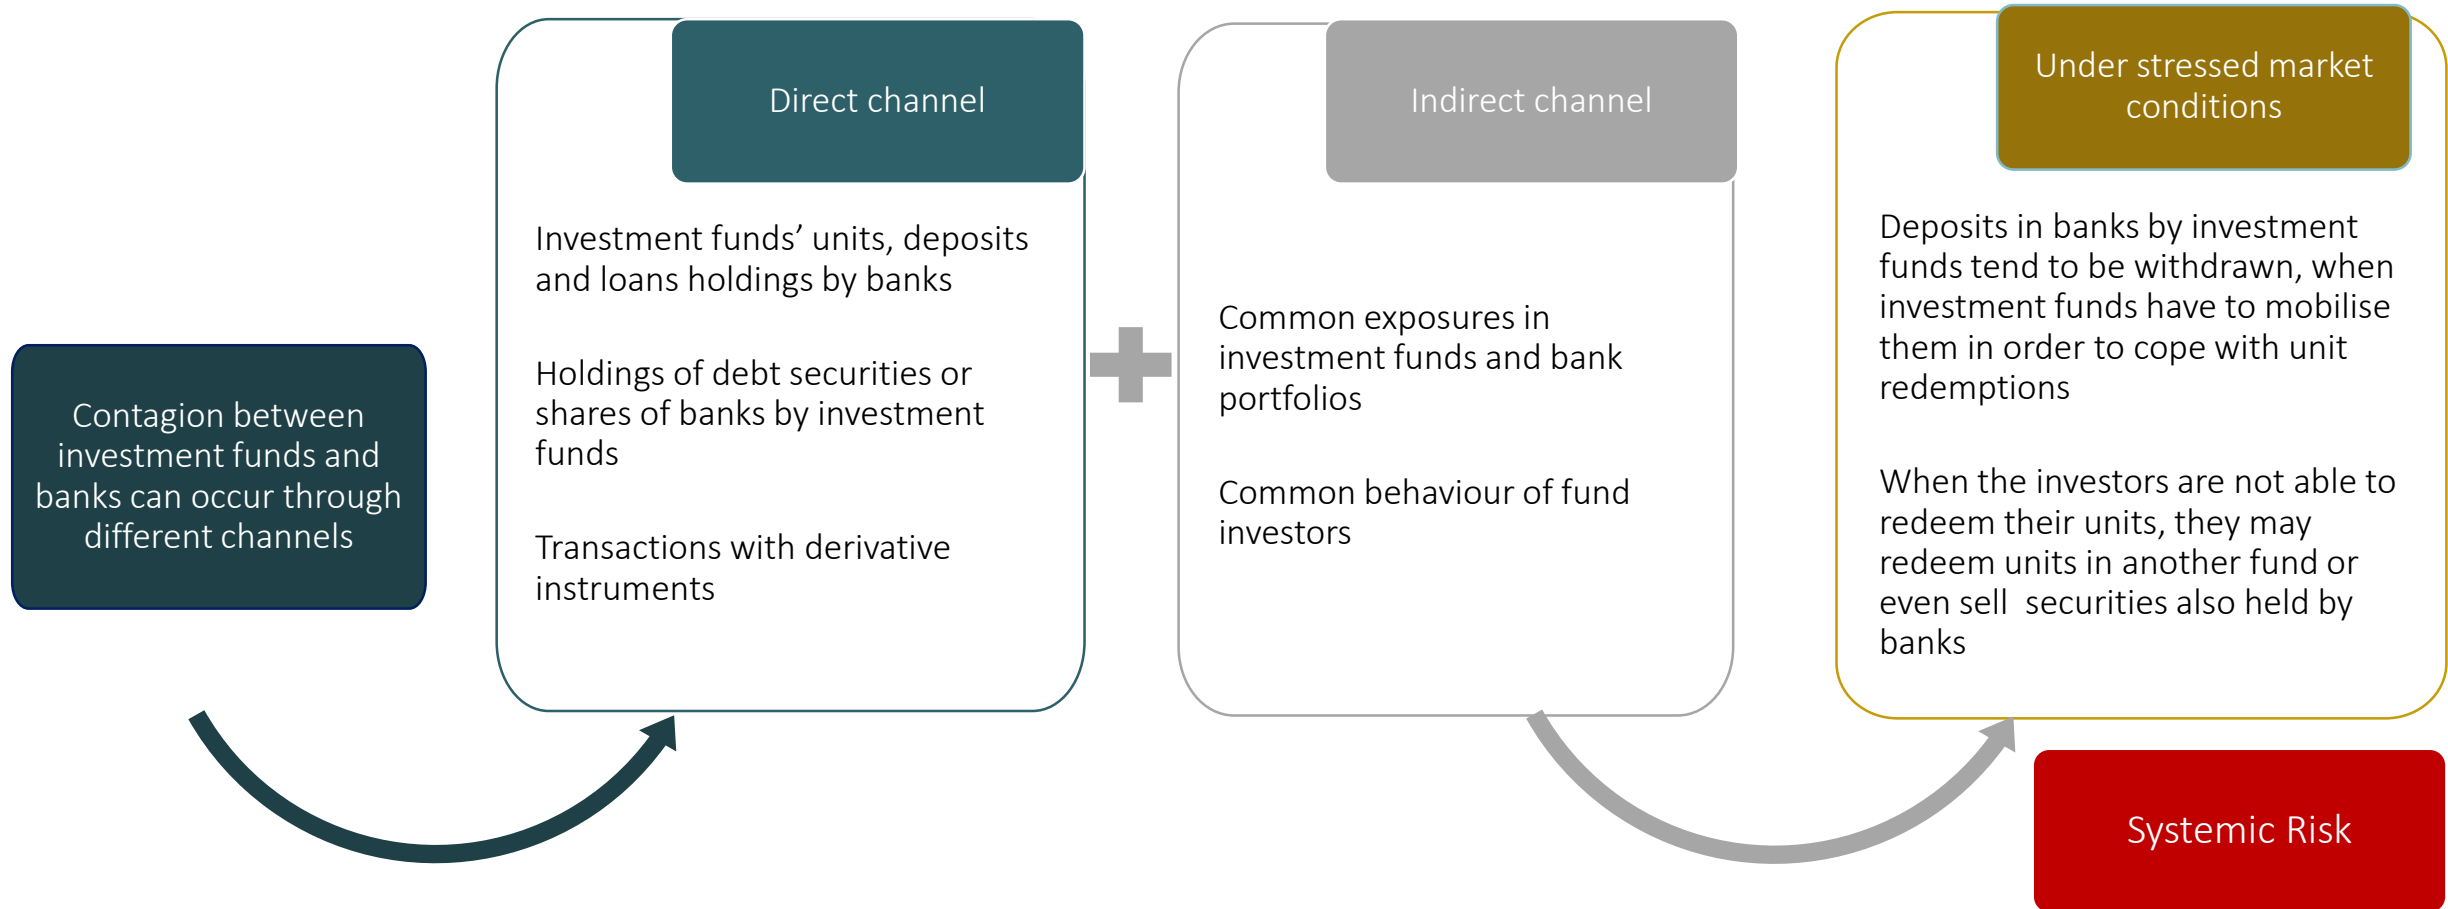 Contagion between
investment funds and
banks can occur through
different channels
Direct channel
Investment funds’ units, deposits
and loans holdings by banks
Holdings of debt securities or
shares of banks by investment
funds
Transactions with derivative
instruments
Indirect channel
Common exposures in
investment funds and bank
portfolios
Common behaviour of fund
investors
Under stressed market
conditions
Deposits in banks by investment
funds tend to be withdrawn, when
investment funds have to mobilise
them in order to cope with unit
redemptions
When the investors are not able to
redeem their units, they may
redeem units in another fund or
even sell  securities also held by
banks
Systemic Risk